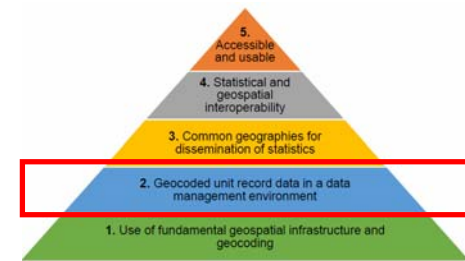 5.
Accessible
and usable
4. Statistical and
geospatial
interoperability
3. Common geographies for
dissemination of statistics
2. Geocoded unit record data in a data
management environment
1. Use of fundamental geospatial infrastructure and
geocoding